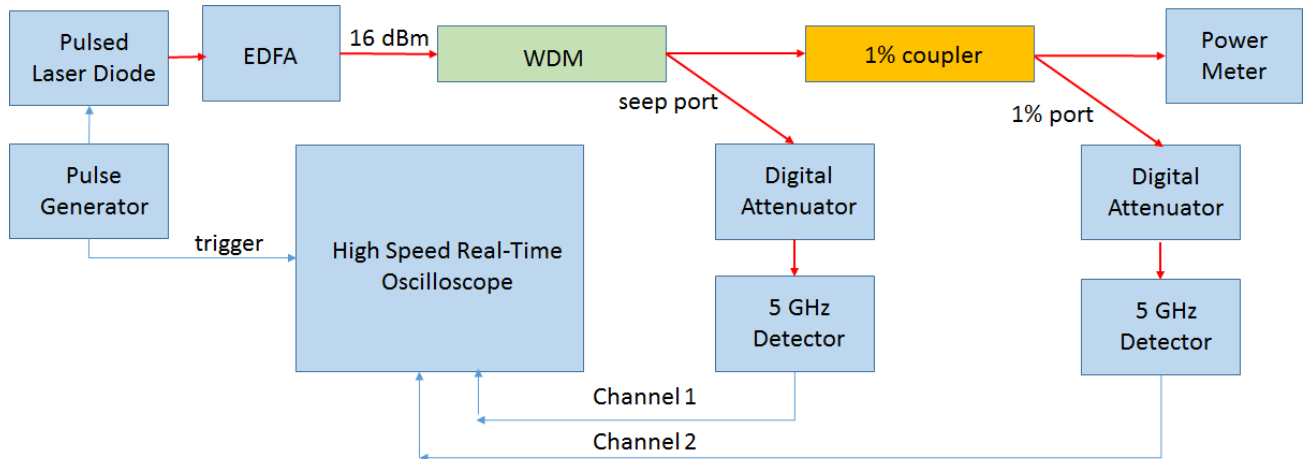 Pulsed
Laser Diode
EDFA
16 dBm
WDM
1% coupler
Power
Meter
seep port
1% port
Pulse
Generator
trigger
High Speed Real-Time
Oscilloscope
Digital
Attenuator
Digital
Attenuator
5 GHz
Detector
5 GHz
Detector
Channel 1
Channel 2